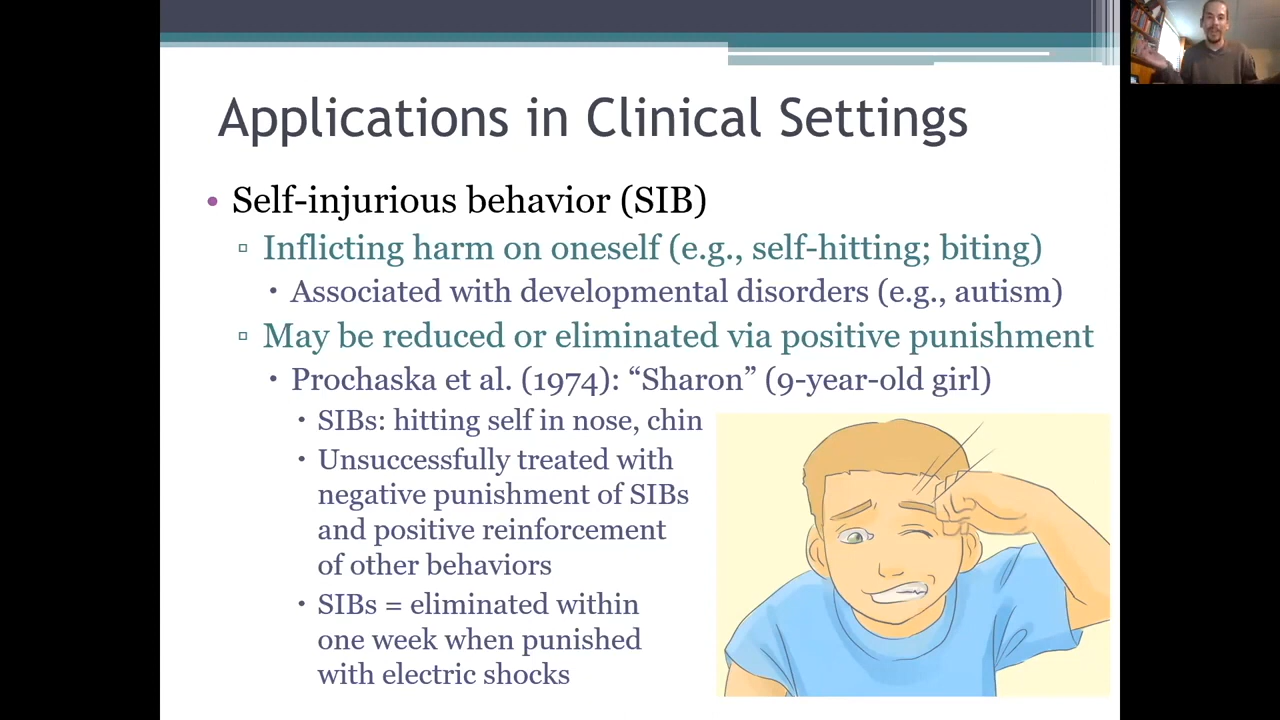 Applications in Clinical Settings
• Self-injurious behavior (SIB)
▫ Inflicting harm on oneself (e.g., self-hitting; biting)
• Associated with developmental disorders (e.g., autism)
▫ May be reduced or eliminated via positive punishment
• Prochaska et al. (1974): “Sharon” (9-year-old girl)
• SIBs: hitting self in nose, chin
• Unsuccessfully treated with
negative punishment of SIBs
and positive reinforcement
of other behaviors
• SIBs = eliminated within
one week when punished
with electric shocks